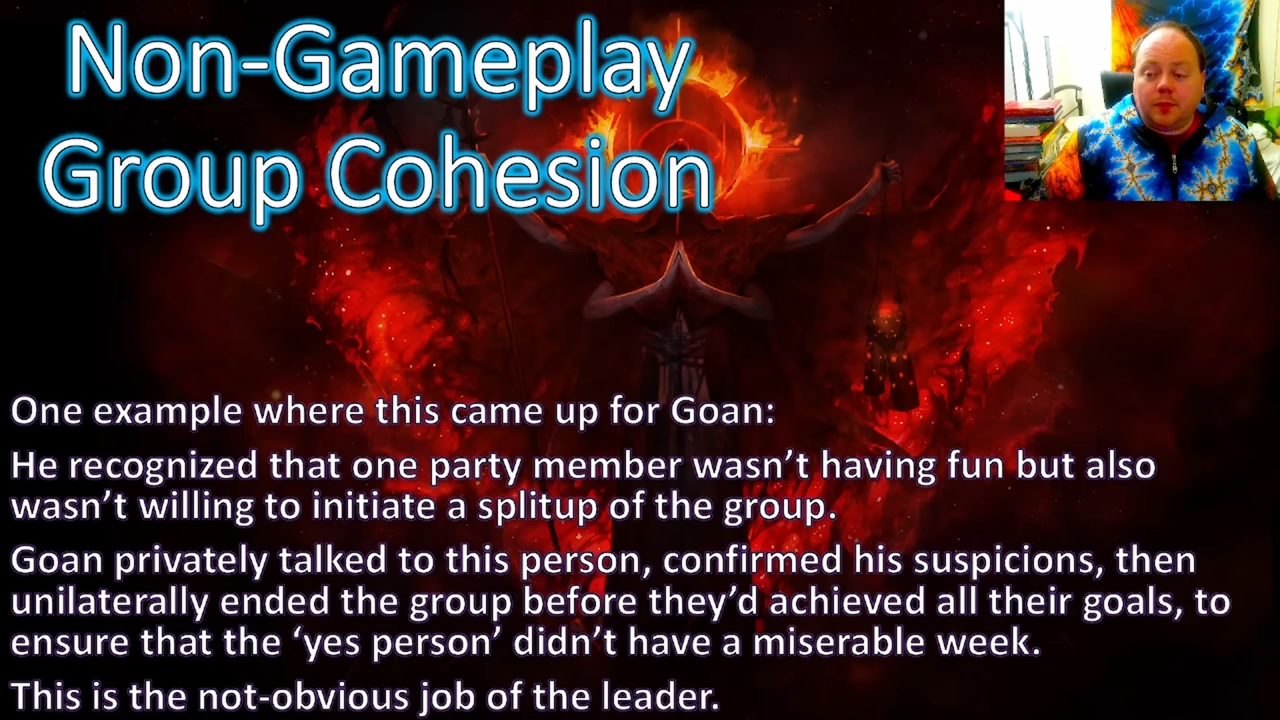 Non-Gameplay
Group Cohesion
One example where this came up for Goan:
He recognized that one party member wasn’t having fun but also
wasn’t willing to initiate a splitup of the group.
Goan privately talked to this person, confirmed his suspicions, then
unilaterally ended the group before they’d achieved all their goals, to
ensure that the ‘yes person’ didn’t have a miserable week.
This is the not-obvious job of the leader.